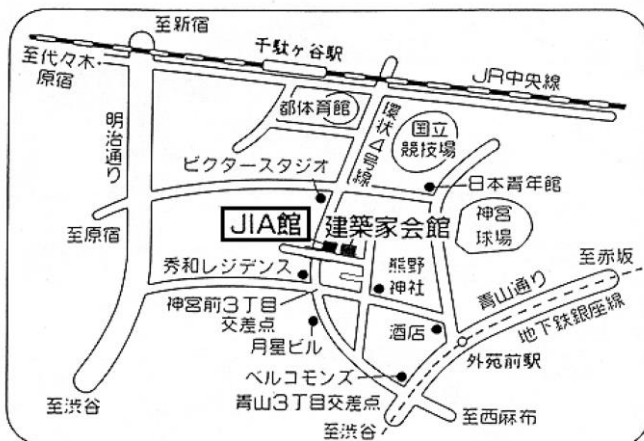 至新宿
千駄ヶ谷駅
至代々木・
原宿
JR中央線
明治通り
都体育館
環状4号線
国立
競技場
ビクタースタジオ
日本青年館
JIA館
建築家会館
神宮
球場
至原宿
至赤坂
秀和レジデンス
熊野
神社
青山通り
神宮前3丁目
交差点
酒店
地下鉄銀座線
月星ビル
外苑前駅
ベルコモンズ
青山3丁目交差点
至西麻布
至渋谷
至渋谷